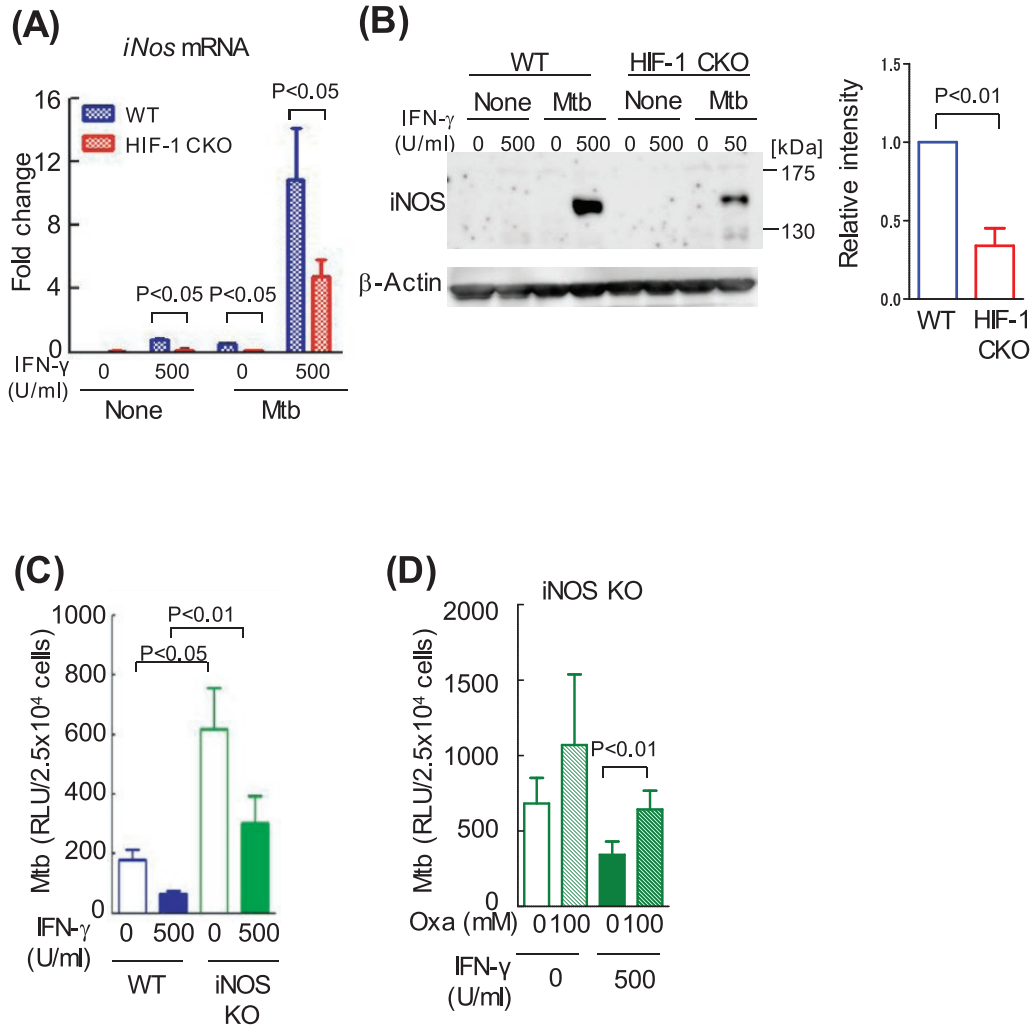 (A)
iNos mRNA
16
12
8
4
0
Fold change
WT
HIF-1 CKO
P<0.05
P<0.05
P<0.05
IFN-γ
(U/ml)
0 500 0 500
None Mtb
(B)
WT HIF-1 CKO
None Mtb None Mtb
IFN-γ
(U/ml) 0 500 0 500 0 500 0 50 [kDa]
175
iNOS
130
β-Actin
Relative intensity
1.5
1.0
0.5
0.0
P<0.01
WT HIF-1
CKO
(C)
Mtb (RLU/2.5x10⁴ cells)
1000
800
600
400
200
0
P<0.01
P<0.05
IFN-γ
(U/ml)
0 500 0 500
WT iNOS
KO
(D)
iNOS KO
Mtb (RLU/2.5x10⁴ cells)
2000
1500
1000
500
0
P<0.01
Oxa (mM) 0 100 0 100
IFN-γ
(U/ml)
0 500